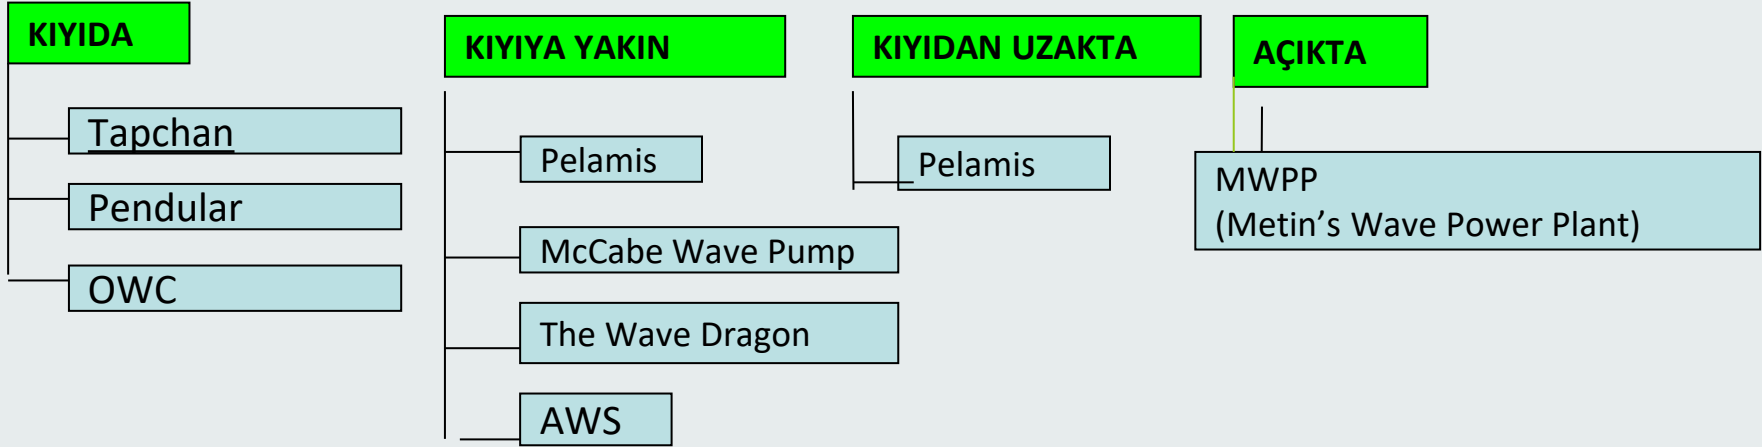 KIYIDA
Tapchan
Pendular
OWC
KIYIYA YAKIN
Pelamis
McCabe Wave Pump
The Wave Dragon
AWS
KIYIDAN UZAKTA
Pelamis
AÇIKTA
MWPP
(Metin’s Wave Power Plant)